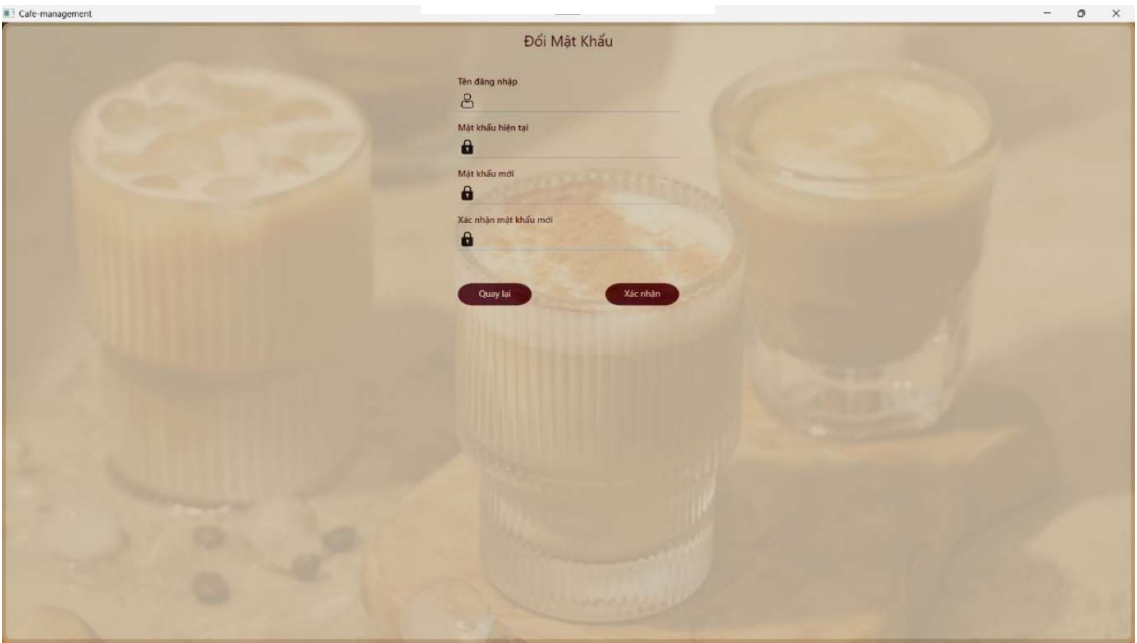 Cafe-management
Đổi Mật Khẩu
Tên đăng nhập
Mật khẩu hiện tại
Mật khẩu mới
Xác nhận mật khẩu mới
Quay lại
Xác nhận